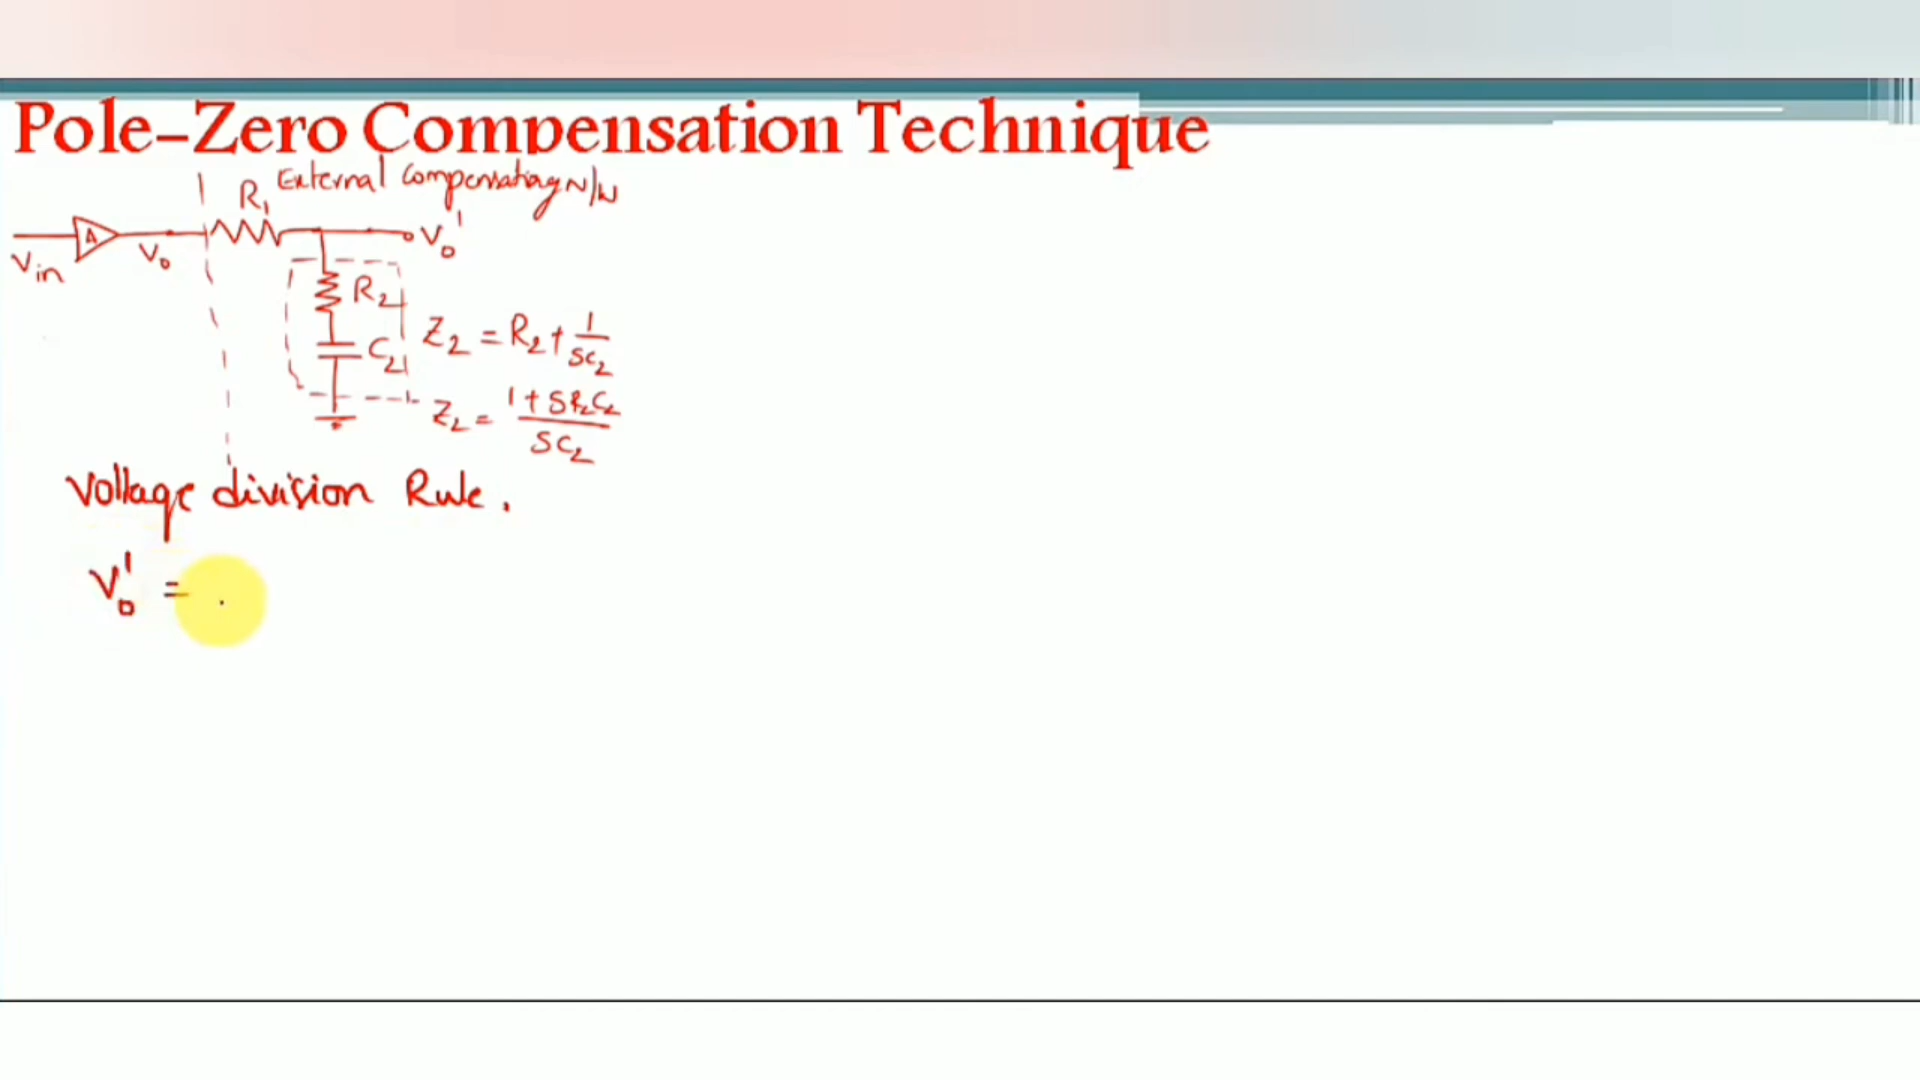 Pole-Zero Compensation Technique
External Compensating N/W
R₁
A
Vin
Vo
Vo'
R₂
C₂
Z₂ = R₂ + 1/SC₂
Z₂ = 1+SR₂C₂/SC₂
Voltage division Rule.
Vo' =